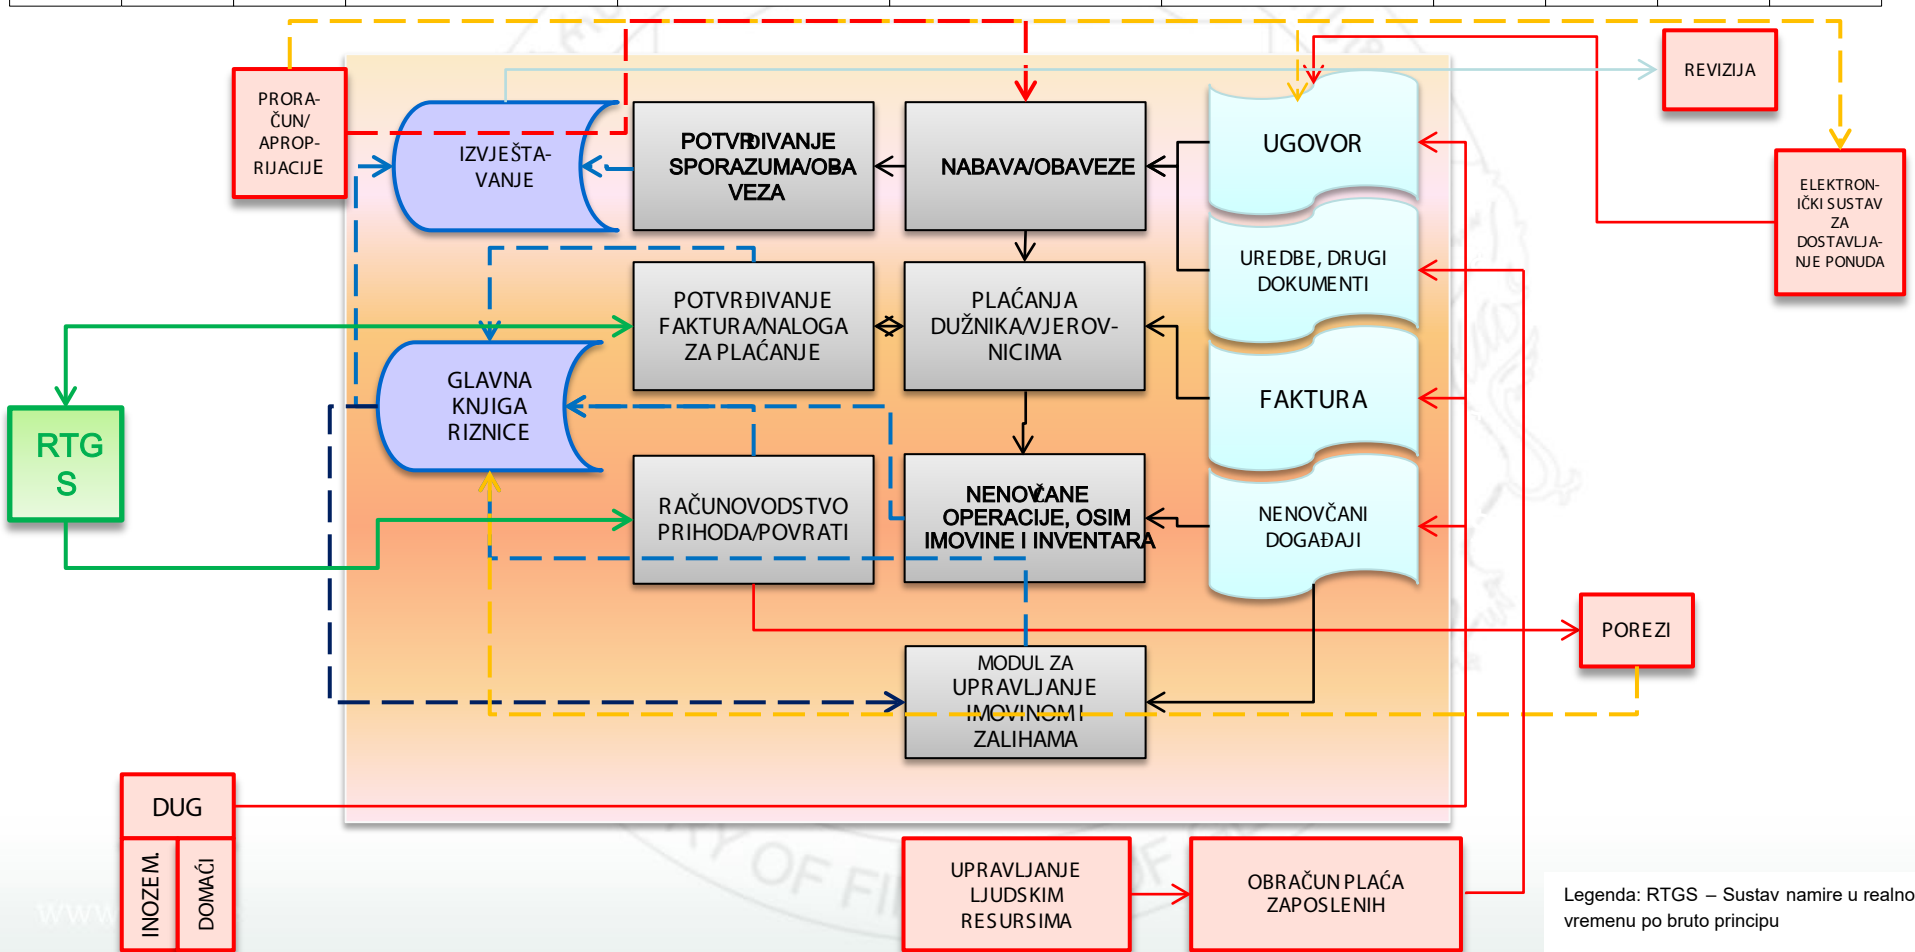 REVIZIJA
PRORA-
ČUN/
APROP-
RIJACIJE
IZVJEŠTA-
VANJE
POTVRĐIVANJE
SPORAZUMA/OBA
VEZA
NABAVA/OBAVEZE
UGOVOR
ELEKTRON-
IČKI SUSTAV
ZA
DOSTAVLJA-
NJE PONUDA
UREDBE, DRUGI
DOKUMENTI
POTVRĐIVANJE
FAKTURA/NALOGA
ZA PLAĆANJE
PLAĆANJA
DUŽNIKA/VJEROV-
NICIMA
GLAVNA
KNJIGA
RIZNICE
FAKTURA
RTG
S
RAČUNOVODSTVO
PRIHODA/POVRATI
NENOVČANE
OPERACIJE, OSIM
IMOVINE I INVENTARA
NENOVČANI
DOGAĐAJI
POREZI
MODUL ZA
UPRAVLJANJE
IMOVINOM I
ZALIHAMA
DUG
INOZEM.
DOMAĆI
UPRAVLJANJE
LJUDSKIM
RESURSIMA
OBRAČUN PLAĆA
ZAPOSLENIH
Legenda: RTGS – Sustav namire u realno
vremenu po bruto principu
www